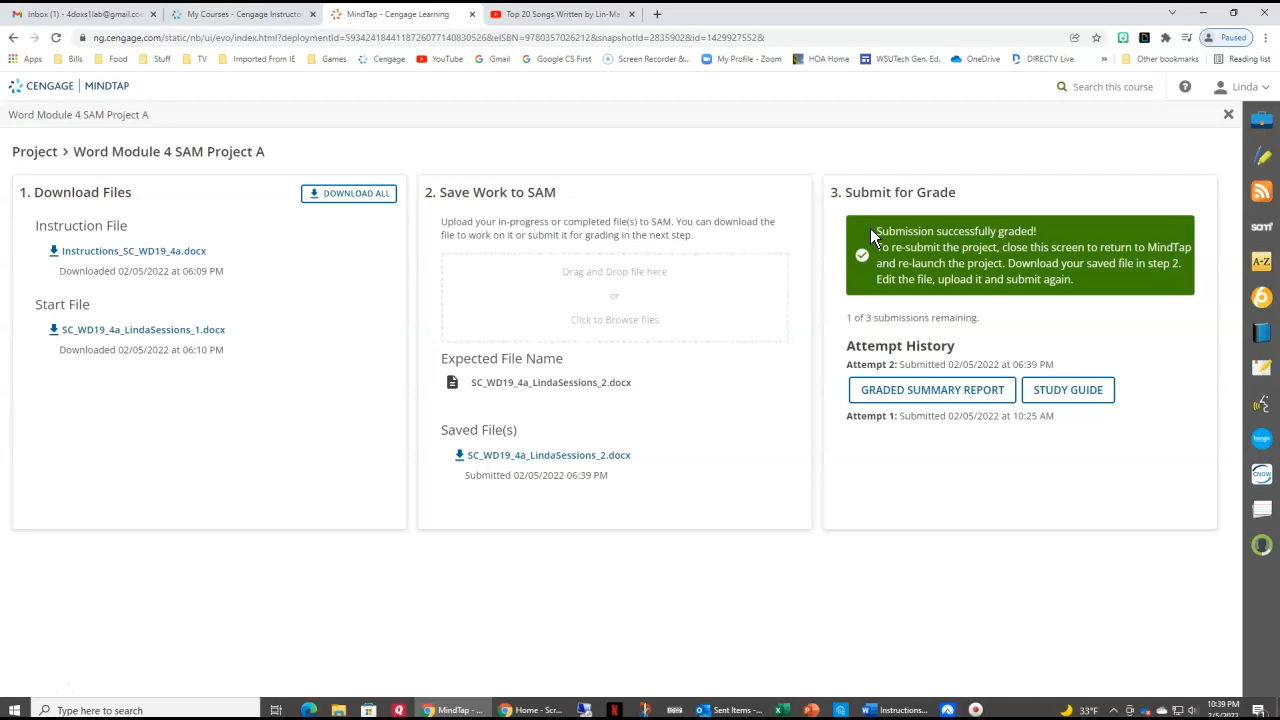 Inbox (1) - 4doxs1lab@gmail.co
My Courses - Cengage Instructo
MindTap - Cengage Learning
Top 20 Songs Written by Lin-Ma
ng.cengage.com/static/nb/ui/evo/index.html?deploymentId=59342418441187260771408305268&eISBN=9780357026212&snapshotId=2835902&id=1429927552&
Paused
Apps
Bills
Food
Stuff
TV
Imported From IE
Games
Cengage
YouTube
Gmail
Google CS First
Screen Recorder &...
My Profile - Zoom
HOA Home
WSUTech Gen. Ed.
OneDrive
DIRECTV Live
»
Other bookmarks
Reading list
CENGAGE | MINDTAP
Search this course
Linda
Word Module 4 SAM Project A
Project > Word Module 4 SAM Project A
1. Download Files
DOWNLOAD ALL
Instruction File
Instructions_SC_WD19_4a.docx
Downloaded 02/05/2022 at 06:09 PM
Start File
SC_WD19_4a_LindaSessions_1.docx
Downloaded 02/05/2022 at 06:10 PM
2. Save Work to SAM
Upload your in-progress or completed file(s) to SAM. You can download the
file to work on it or submit it for grading in the next step.
Drag and Drop file here
or
Click to Browse files
Expected File Name
SC_WD19_4a_LindaSessions_2.docx
Saved File(s)
SC_WD19_4a_LindaSessions_2.docx
Submitted 02/05/2022 06:39 PM
3. Submit for Grade
Submission successfully graded!
To re-submit the project, close this screen to return to MindTap
and re-launch the project. Download your saved file in step 2.
Edit the file, upload it and submit again.
1 of 3 submissions remaining.
Attempt History
Attempt 2: Submitted 02/05/2022 at 06:39 PM
GRADED SUMMARY REPORT
STUDY GUIDE
Attempt 1: Submitted 02/05/2022 at 10:25 AM
sam
A-Z
bongo
CNOW
Type here to search
MindTap - ...
Home - Scr...
Sent Items -...
Instructions...
33°F
10:39 PM
2/5/2022